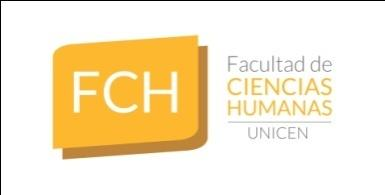 FCH
Facultad de
CIENCIAS
HUMANAS
UNICEN